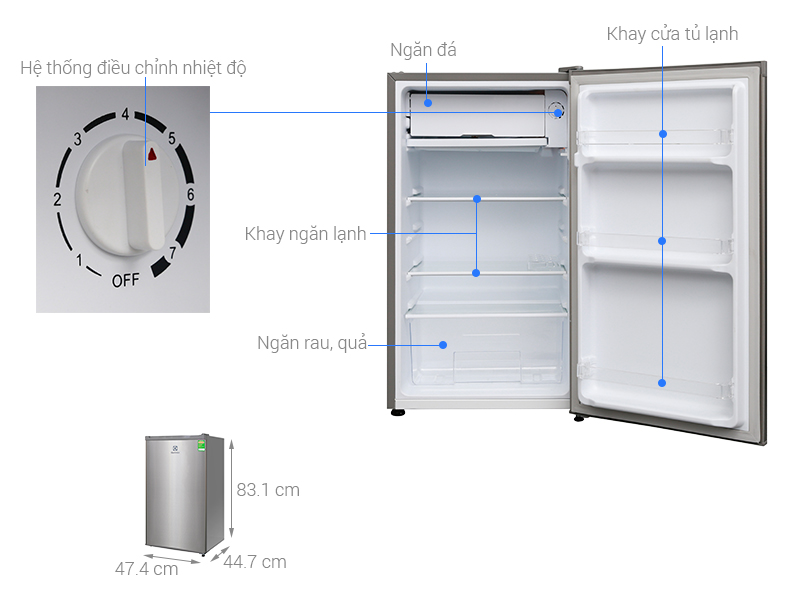 Khay cửa tủ lạnh
Ngăn đá
Hệ thống điều chỉnh nhiệt độ
4
3
5
2
6
1
7
OFF
Khay ngăn lạnh
Ngăn rau, quả
83.1 cm
44.7 cm
47.4 cm